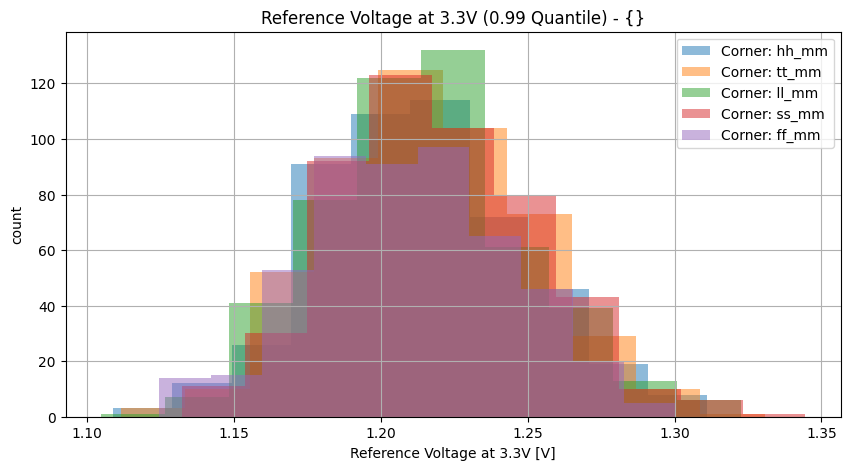 Reference Voltage at 3.3V (0.99 Quantile) - {}
Corner: hh_mm
Corner: tt_mm
Corner: ll_mm
Corner: ss_mm
Corner: ff_mm
count
120
100
80
60
40
20
0
1.10
1.15
1.20
1.25
1.30
1.35
Reference Voltage at 3.3V [V]